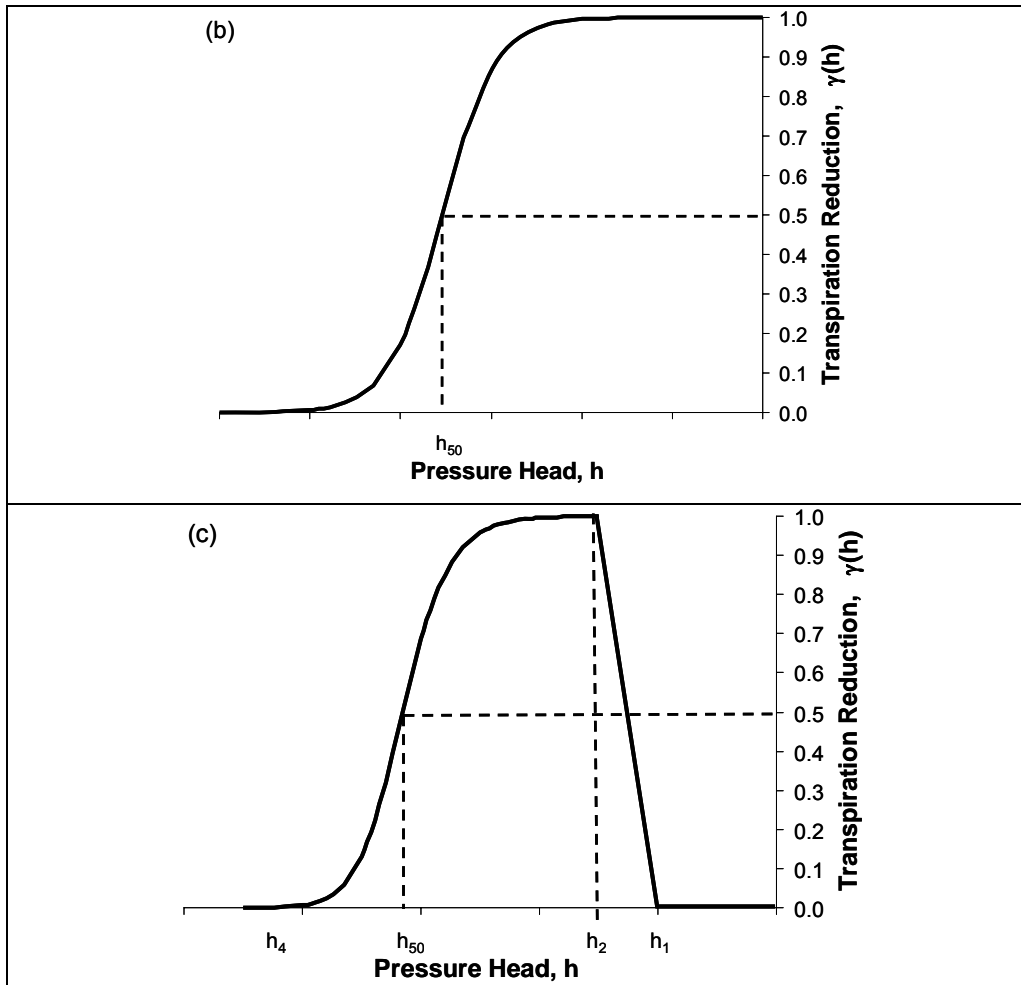 (b)
1.0
0.9
0.8
0.7
0.6
0.5
0.4
0.3
0.2
0.1
0.0
Transpiration Reduction, γ(h)
h50
Pressure Head, h
(c)
1.0
0.9
0.8
0.7
0.6
0.5
0.4
0.3
0.2
0.1
0.0
Transpiration Reduction, γ(h)
h4 h50 h2 h1
Pressure Head, h